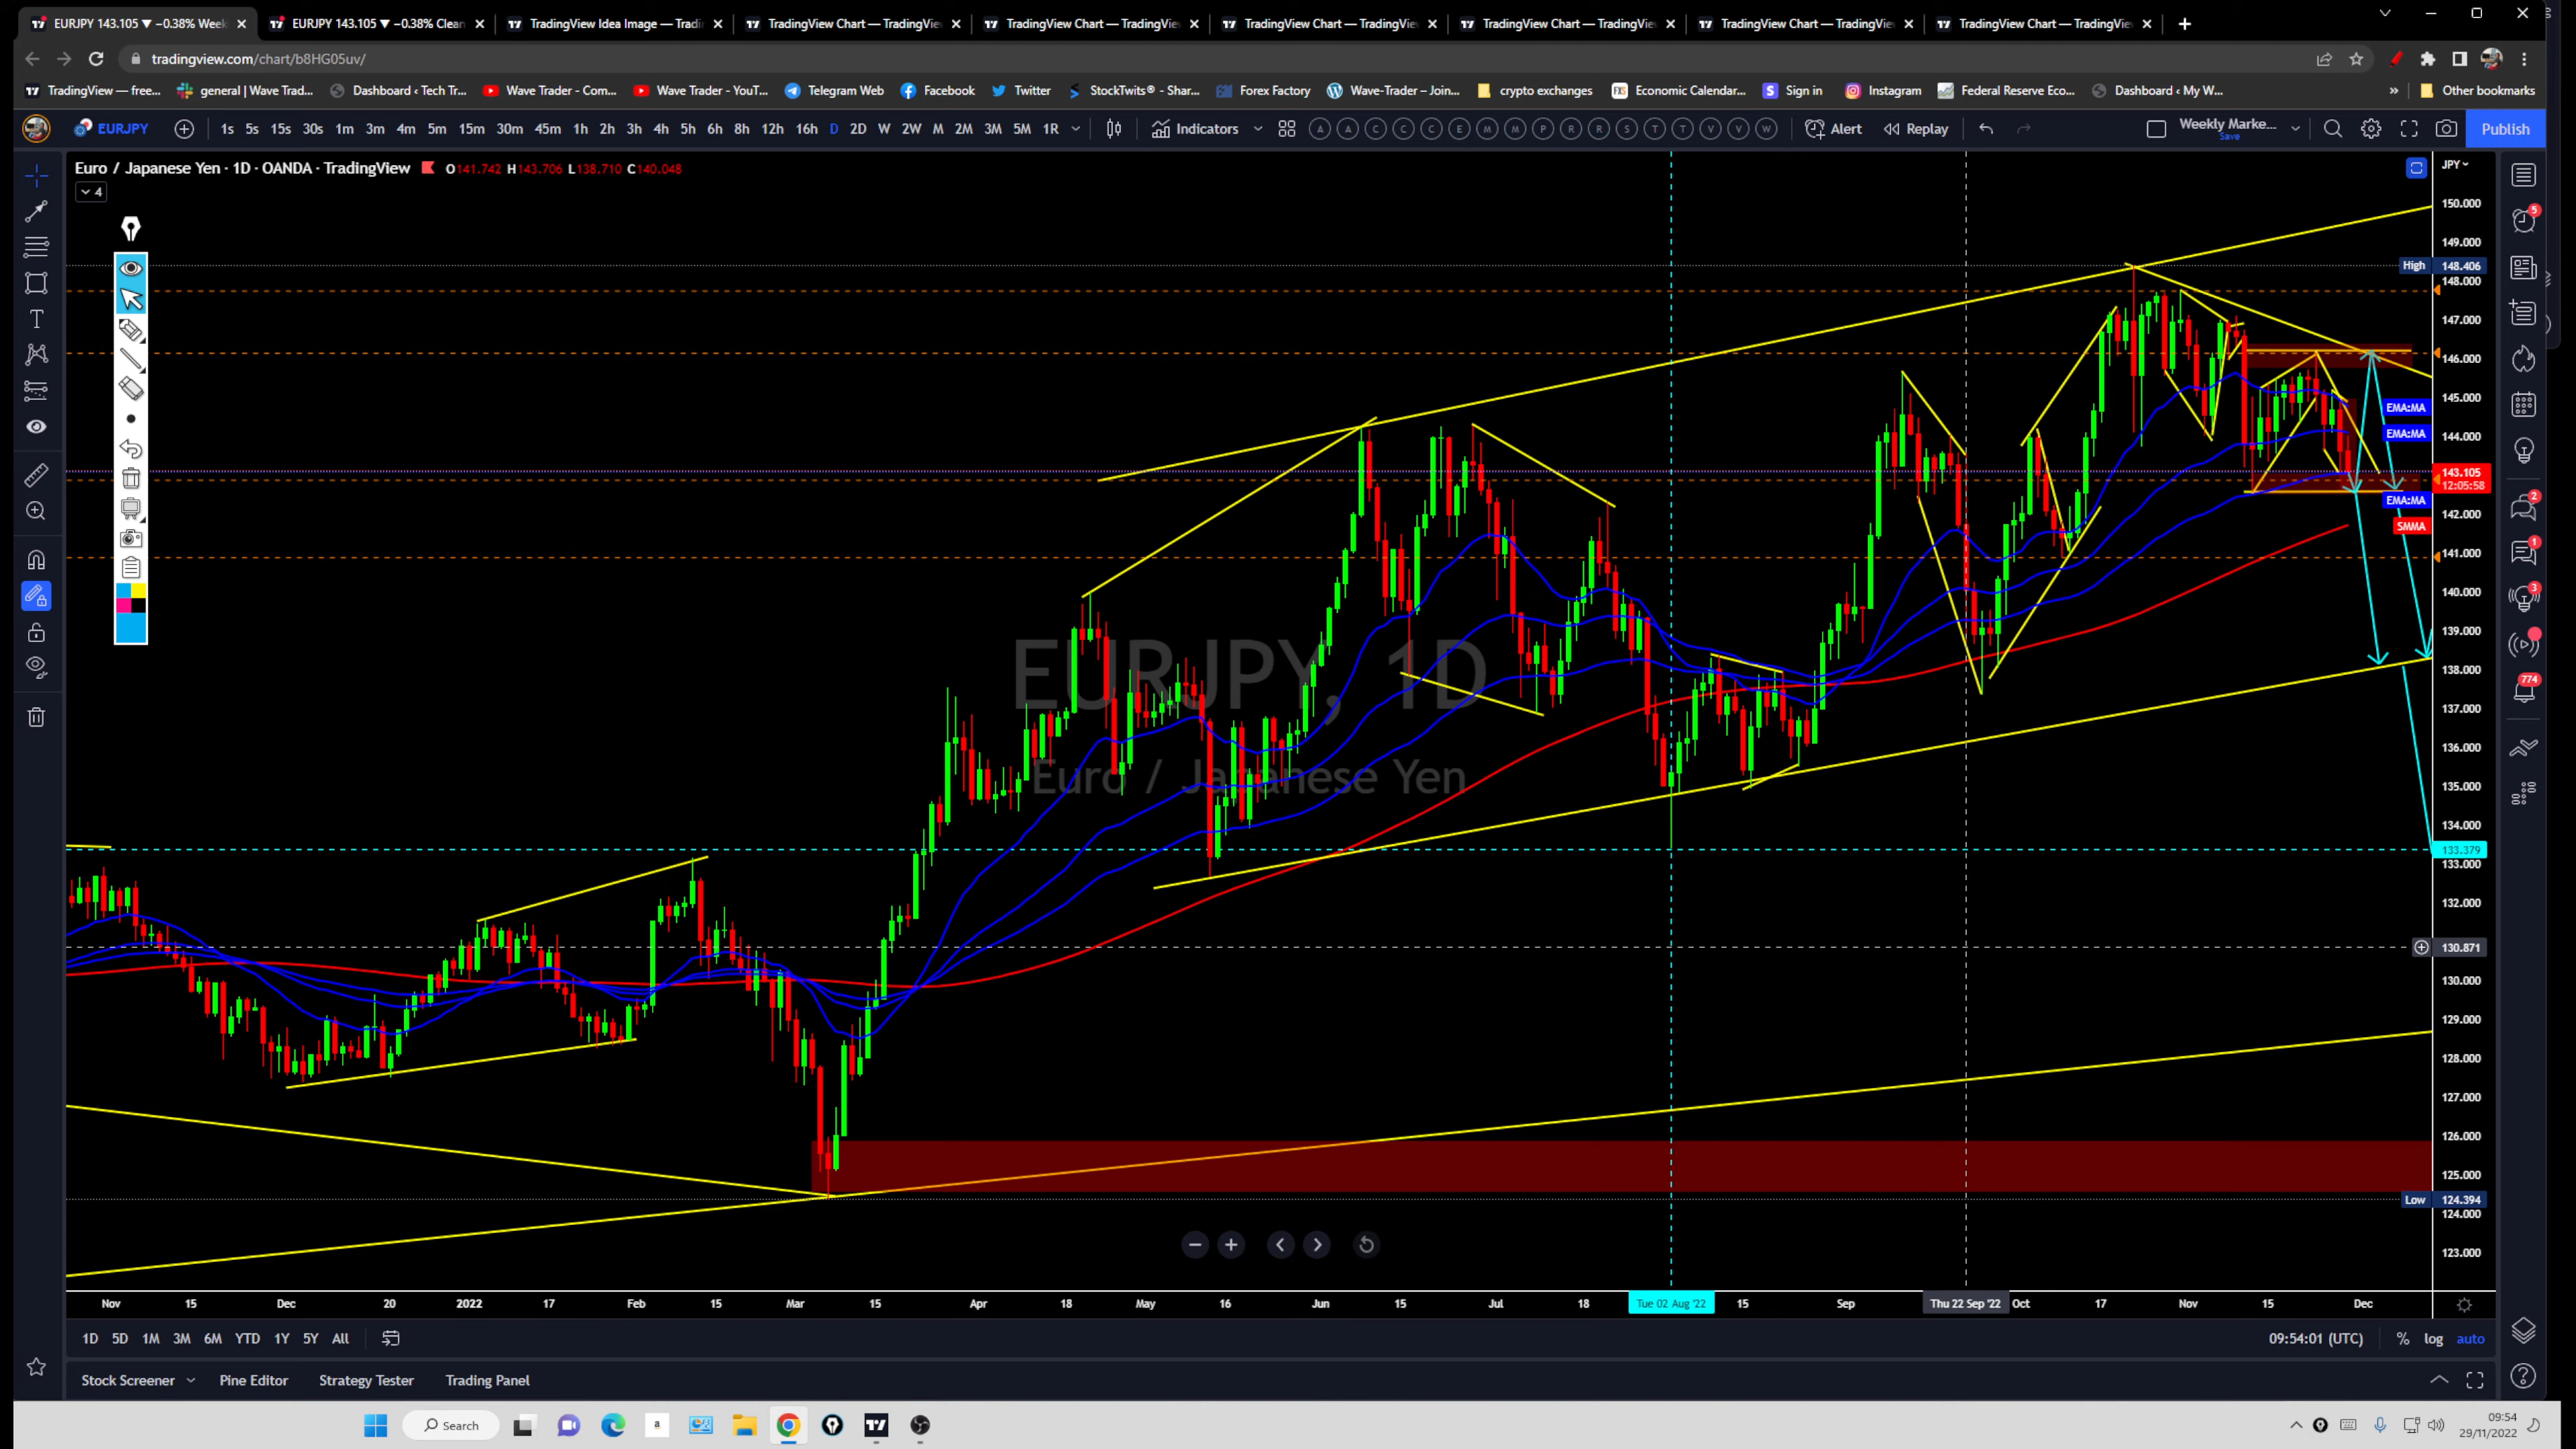 EURJPY 143.105 ▼ −0.38% Week
EURJPY 143.105 ▼ −0.38% Clean
TradingView Idea Image — Tradi
TradingView Chart — TradingVie
TradingView Chart — TradingVie
TradingView Chart — TradingVie
TradingView Chart — TradingVie
TradingView Chart — TradingVie
TradingView Chart — TradingVie
tradingview.com/chart/b8HG05uv/
TradingView — free...
general | Wave Trad...
Dashboard ‹ Tech Tr...
Wave Trader - Com...
Wave Trader - YouT...
Telegram Web
Facebook
Twitter
StockTwits® - Shar...
Forex Factory
Wave-Trader – Join...
crypto exchanges
Economic Calendar...
Sign in
Instagram
Federal Reserve Eco...
Dashboard ‹ My W...
»
Other bookmarks
EURJPY
1s 5s 15s 30s 1m 3m 4m 5m 15m 30m 45m 1h 2h 3h 4h 5h 6h 8h 12h 16h D 2D W 2W M 2M 3M 5M 1R
Indicators
A A C C C E M M P R R S T T V V W
Alert
Replay
Weekly Marke...
Save
Publish
Euro / Japanese Yen · 1D · OANDA · TradingView
O141.742 H143.706 L138.710 C140.048
4
JPY
150.000
149.000
High 148.406
148.000
147.000
146.000
145.000
EMA:MA
EMA:MA
144.000
143.105
12:05:58
EMA:MA
142.000
SMMA
141.000
140.000
139.000
138.000
137.000
136.000
135.000
134.000
133.379
133.000
132.000
130.871
130.000
129.000
128.000
127.000
126.000
125.000
Low 124.394
124.000
123.000
EURJPY, 1D
Euro / Japanese Yen
5
2
1
3
774
Nov 15 Dec 20 2022 17 Feb 15 Mar 15 Apr 18 May 16 Jun 15 Jul 18 Tue 02 Aug '22 15 Sep Thu 22 Sep '22 Oct 17 Nov 15 Dec
1D 5D 1M 3M 6M YTD 1Y 5Y All
09:54:01 (UTC)
% log auto
Stock Screener
Pine Editor
Strategy Tester
Trading Panel
Search
a
09:54
29/11/2022